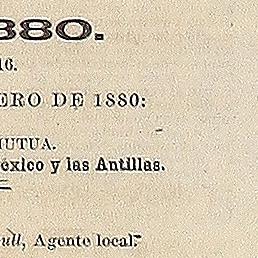 880.
16.
ERO DE 1880:
MUTUA.
éxico y las Antillas.
ull, Agente local.